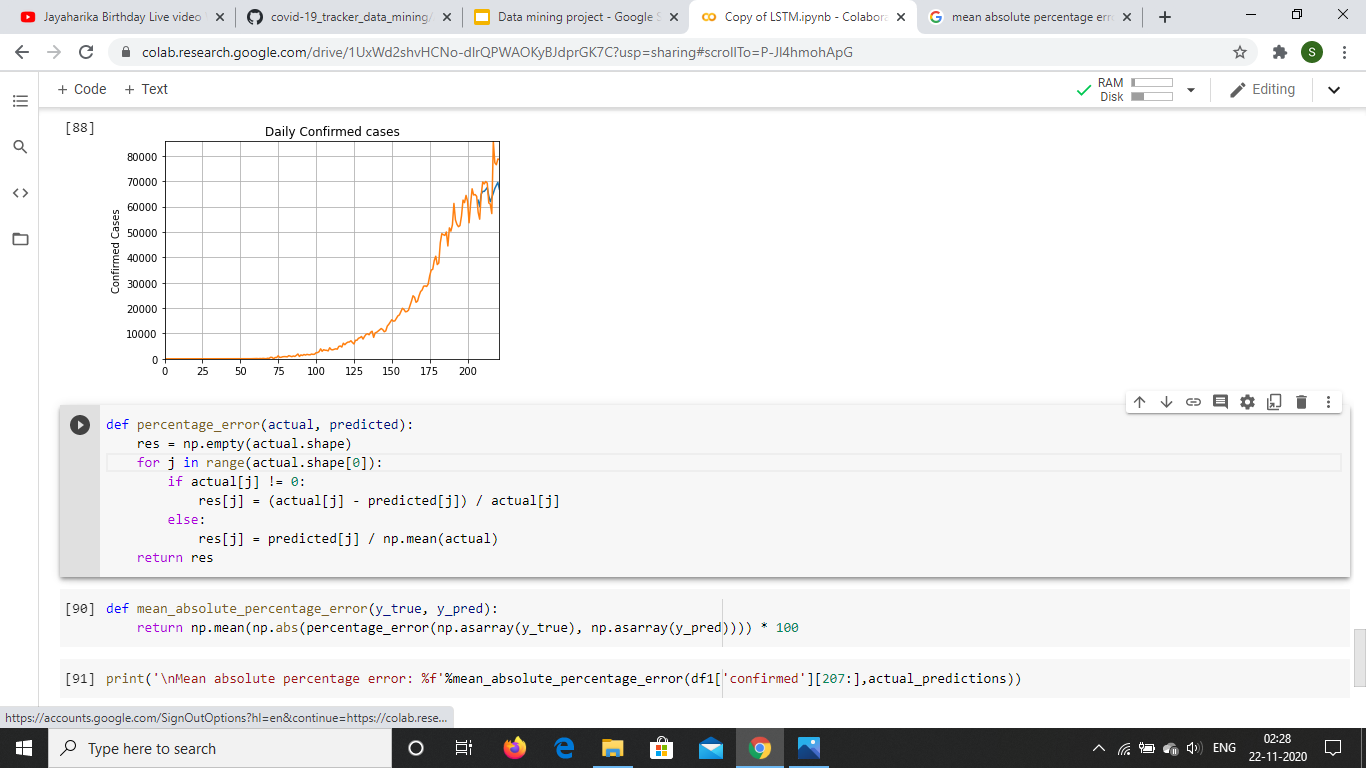 Jayaharika Birthday Live video
covid-19_tracker_data_mining/
Data mining project - Google S
Copy of LSTM.ipynb - Colabora
mean absolute percentage erro
colab.research.google.com/drive/1UxWd2shvHCNo-dIrQPWAOKyBJdprGK7C?usp=sharing#scrollTo=P-Jl4hmohApG
S
+ Code + Text
RAM
Disk
Editing
[88]
Daily Confirmed cases
Confirmed Cases
80000
70000
60000
50000
40000
30000
20000
10000
0
0 25 50 75 100 125 150 175 200
def percentage_error(actual, predicted):
res = np.empty(actual.shape)
for j in range(actual.shape[0]):
if actual[j] != 0:
res[j] = (actual[j] - predicted[j]) / actual[j]
else:
res[j] = predicted[j] / np.mean(actual)
return res
[90] def mean_absolute_percentage_error(y_true, y_pred):
return np.mean(np.abs(percentage_error(np.asarray(y_true), np.asarray(y_pred)))) * 100
[91] print('\nMean absolute percentage error: %f'%mean_absolute_percentage_error(df1['confirmed'][207:],actual_predictions))
https://accounts.google.com/SignOutOptions?hl=en&continue=https://colab.rese...
Type here to search
ENG
02:28
22-11-2020